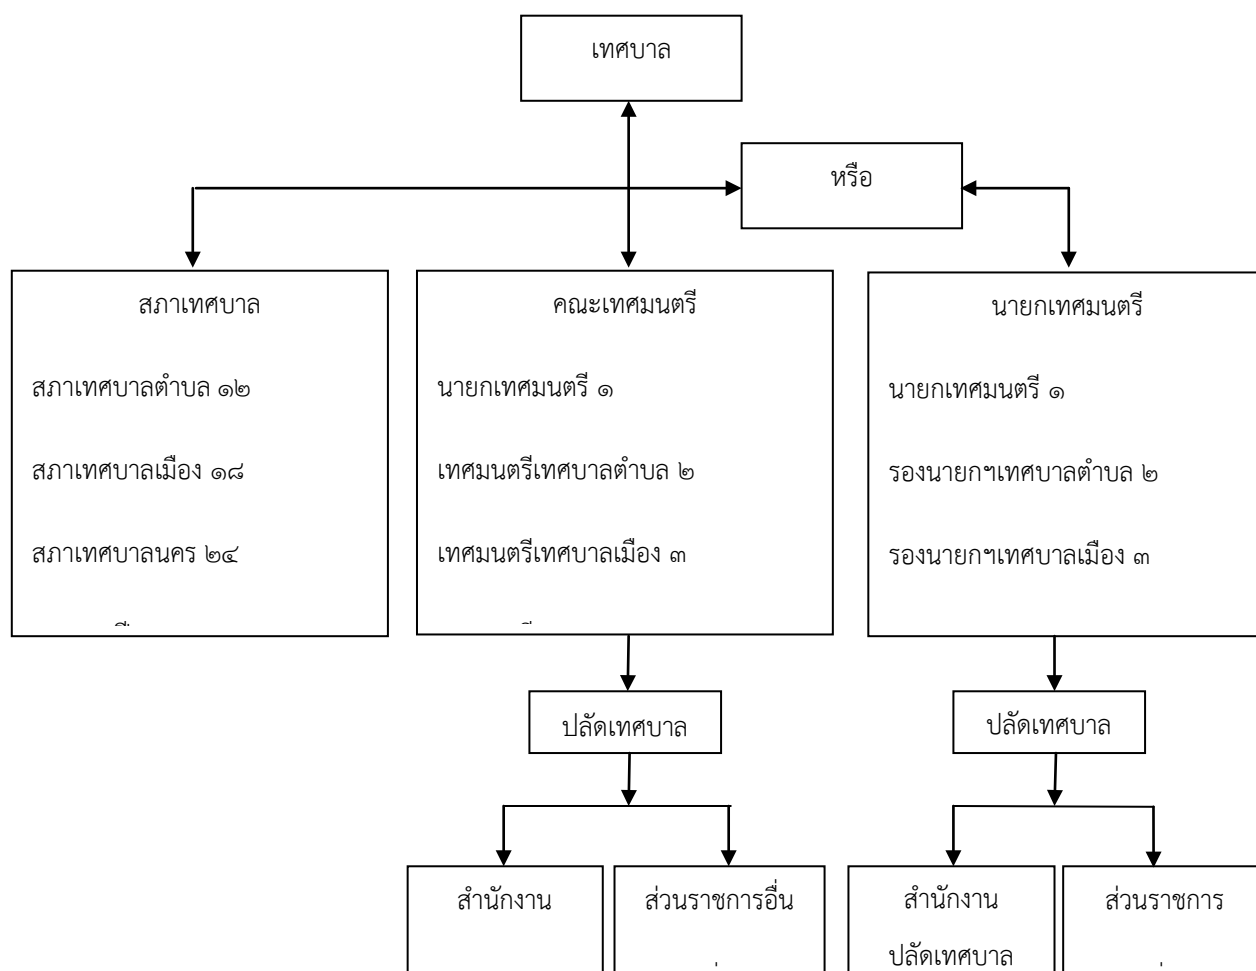 เทศบาล
หรือ
สภาเทศบาล
สภาเทศบาลตำบล ๑๒
สภาเทศบาลเมือง ๑๘
สภาเทศบาลนคร ๒๔
คณะเทศมนตรี
นายกเทศมนตรี ๑
เทศมนตรีเทศบาลตำบล ๒
เทศมนตรีเทศบาลเมือง ๓
นายกเทศมนตรี
นายกเทศมนตรี ๑
รองนายกฯเทศบาลตำบล ๒
รองนายกฯเทศบาลเมือง ๓
ปลัดเทศบาล
ปลัดเทศบาล
สำนักงาน
ส่วนราชการอื่น
สำนักงาน
ปลัดเทศบาล
ส่วนราชการ